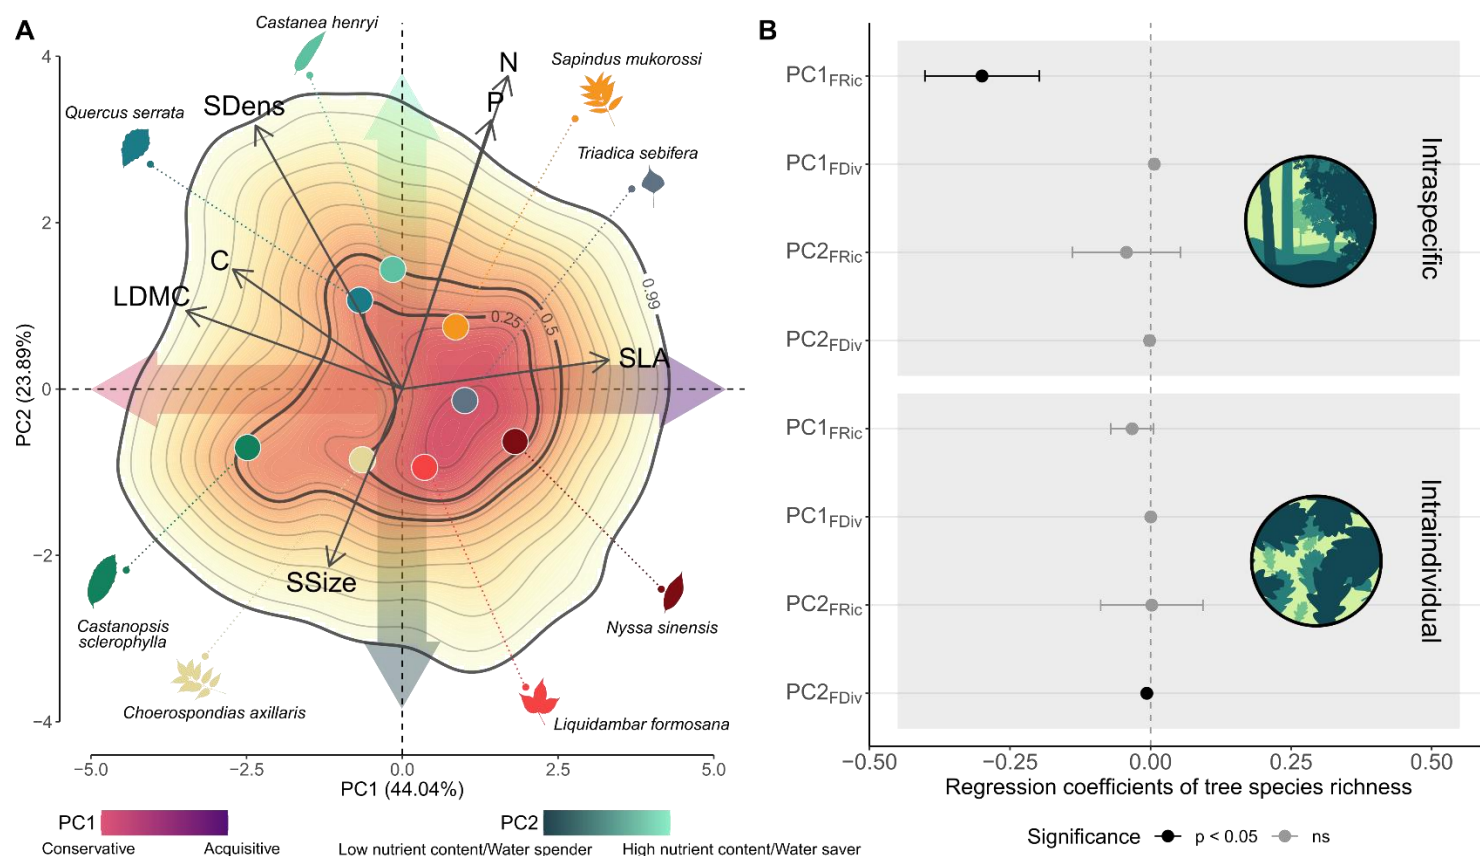 A
Castanea henryi
Sapindus mukorossi
Quercus serrata
Triadica sebifera
N
P
SDens
C
LDMC
SLA
SSize
0.25
0.5
0.99
Castanopsis
sclerophylla
Choerospondias axillaris
Liquidambar formosana
Nyssa sinensis
4
2
0
−2
−4
PC2 (23.89%)
−5.0 −2.5 0.0 2.5 5.0
PC1 (44.04%)
PC1
Conservative Acquisitive
PC2
Low nutrient content/Water spender High nutrient content/Water saver
B
PC1FRic
PC1FDiv
PC2FRic
PC2FDiv
Intraspecific
PC1FRic
PC1FDiv
PC2FRic
PC2FDiv
Intraindividual
−0.50 −0.25 0.00 0.25 0.50
Regression coefficients of tree species richness
Significance p < 0.05 ns